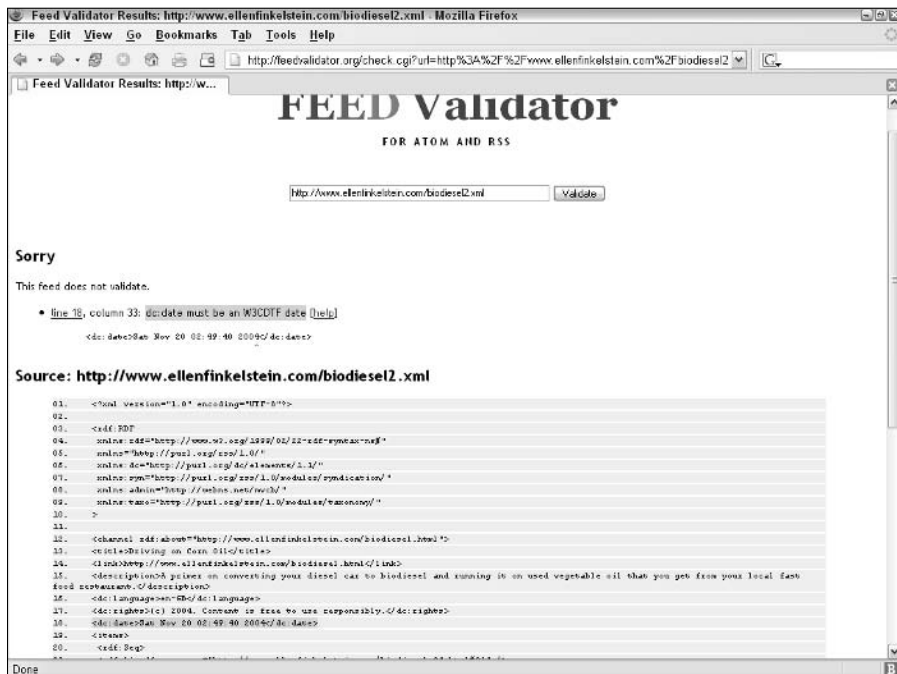 Feed Validator Results: http://www.ellenfinkelstein.com/biodiesel2.xml - Mozilla Firefox
File Edit View Go Bookmarks Tab Tools Help
http://feedvalidator.org/check.cgi?url=http%3A%2F%2Fwww.ellenfinkelstein.com%2Fbiodiesel2
G
Feed Validator Results: http://w...
FEED Validator
FOR ATOM AND RSS
http://www.ellenfinkelstein.com/biodiesel2.xml Validate
Sorry
This feed does not validate.
• line 18, column 33: dc:date must be an W3CDTF date [help]
<dc:date>Sat Nov 20 02:49:40 2004</dc:date>
^
Source: http://www.ellenfinkelstein.com/biodiesel2.xml
01. <?xml version="1.0" encoding="UTF-8"?>
02.
03. <rdf:RDF
04. xmlns:rdf="http://www.w3.org/1999/02/22-rdf-syntax-ns#"
05. xmlns="http://purl.org/rss/1.0/"
06. xmlns:dc="http://purl.org/dc/elements/1.1/"
07. xmlns:syn="http://purl.org/rss/1.0/modules/syndication/"
08. xmlns:admin="http://webns.net/mvcb/"
09. xmlns:taxo="http://purl.org/rss/1.0/modules/taxonomy/"
10. >
11.
12. <channel rdf:about="http://www.ellenfinkelstein.com/biodiesel.html">
13. <title>Driving on Corn Oil</title>
14. <link>http://www.ellenfinkelstein.com/biodiesel.html</link>
15. <description>A primer on converting your diesel car to biodiesel and running it on used vegetable oil that you get from your local fast
food restaurant.</description>
16. <dc:language>en-GB</dc:language>
17. <dc:rights>(c) 2004. Content is free to use responsibly.</dc:rights>
18. <dc:date>Sat Nov 20 02:49:40 2004</dc:date>
19. <items>
20. <rdf:Seq>
Done